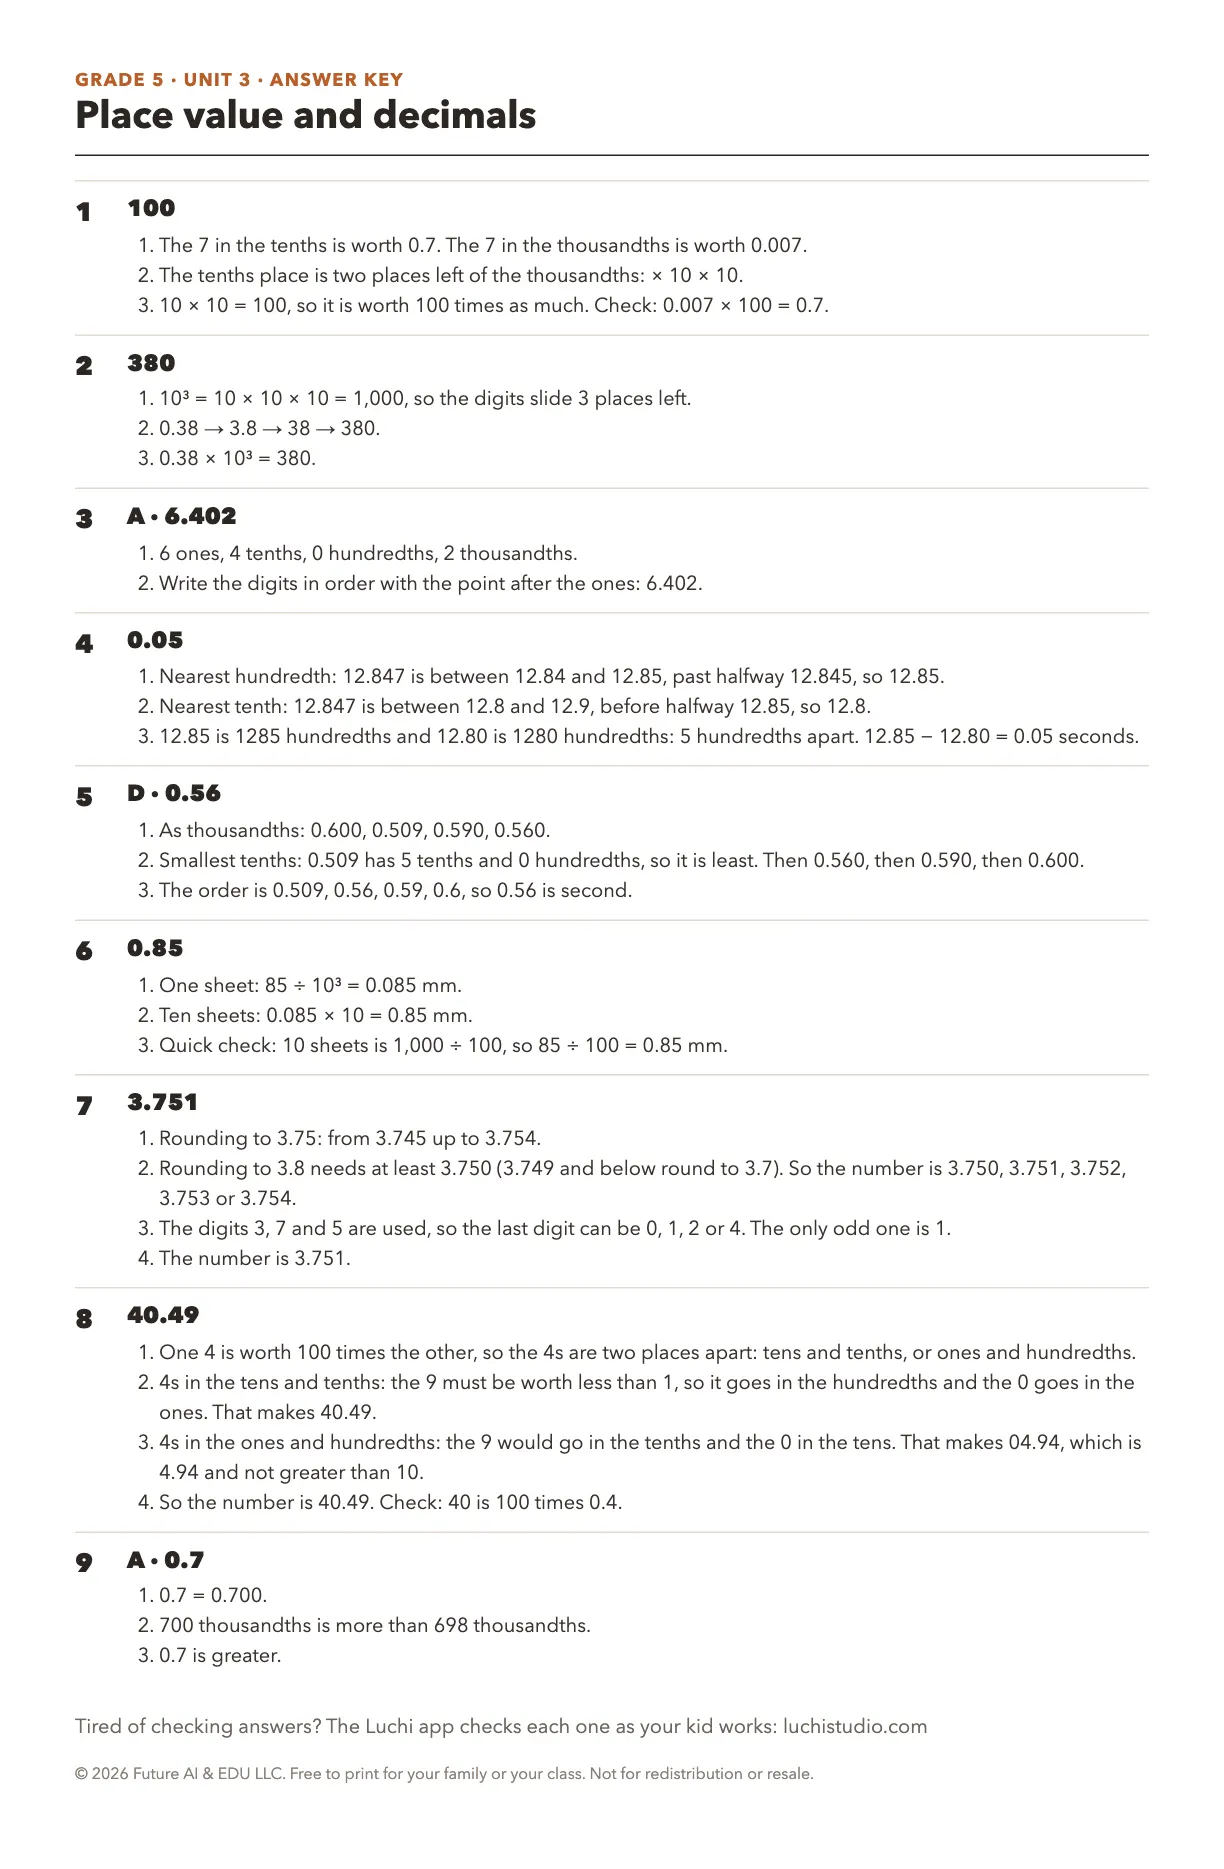 GRADE 5 · UNIT 3 · ANSWER KEY
Place value and decimals
1 100
1. The 7 in the tenths is worth 0.7. The 7 in the thousandths is worth 0.007.
2. The tenths place is two places left of the thousandths: × 10 × 10.
3. 10 × 10 = 100, so it is worth 100 times as much. Check: 0.007 × 100 = 0.7.
2 380
1. 10³ = 10 × 10 × 10 = 1,000, so the digits slide 3 places left.
2. 0.38 → 3.8 → 38 → 380.
3. 0.38 × 10³ = 380.
3 A · 6.402
1. 6 ones, 4 tenths, 0 hundredths, 2 thousandths.
2. Write the digits in order with the point after the ones: 6.402.
4 0.05
1. Nearest hundredth: 12.847 is between 12.84 and 12.85, past halfway 12.845, so 12.85.
2. Nearest tenth: 12.847 is between 12.8 and 12.9, before halfway 12.85, so 12.8.
3. 12.85 is 1285 hundredths and 12.80 is 1280 hundredths: 5 hundredths apart. 12.85 − 12.80 = 0.05 seconds.
5 D · 0.56
1. As thousandths: 0.600, 0.509, 0.590, 0.560.
2. Smallest tenths: 0.509 has 5 tenths and 0 hundredths, so it is least. Then 0.560, then 0.590, then 0.600.
3. The order is 0.509, 0.56, 0.59, 0.6, so 0.56 is second.
6 0.85
1. One sheet: 85 ÷ 10³ = 0.085 mm.
2. Ten sheets: 0.085 × 10 = 0.85 mm.
3. Quick check: 10 sheets is 1,000 ÷ 100, so 85 ÷ 100 = 0.85 mm.
7 3.751
1. Rounding to 3.75: from 3.745 up to 3.754.
2. Rounding to 3.8 needs at least 3.750 (3.749 and below round to 3.7). So the number is 3.750, 3.751, 3.752,
3.753 or 3.754.
3. The digits 3, 7 and 5 are used, so the last digit can be 0, 1, 2 or 4. The only odd one is 1.
4. The number is 3.751.
8 40.49
1. One 4 is worth 100 times the other, so the 4s are two places apart: tens and tenths, or ones and hundredths.
2. 4s in the tens and tenths: the 9 must be worth less than 1, so it goes in the hundredths and the 0 goes in the
ones. That makes 40.49.
3. 4s in the ones and hundredths: the 9 would go in the tenths and the 0 in the tens. That makes 04.94, which is
4.94 and not greater than 10.
4. So the number is 40.49. Check: 40 is 100 times 0.4.
9 A · 0.7
1. 0.7 = 0.700.
2. 700 thousandths is more than 698 thousandths.
3. 0.7 is greater.
Tired of checking answers? The Luchi app checks each one as your kid works: luchistudio.com
© 2026 Future AI & EDU LLC. Free to print for your family or your class. Not for redistribution or resale.